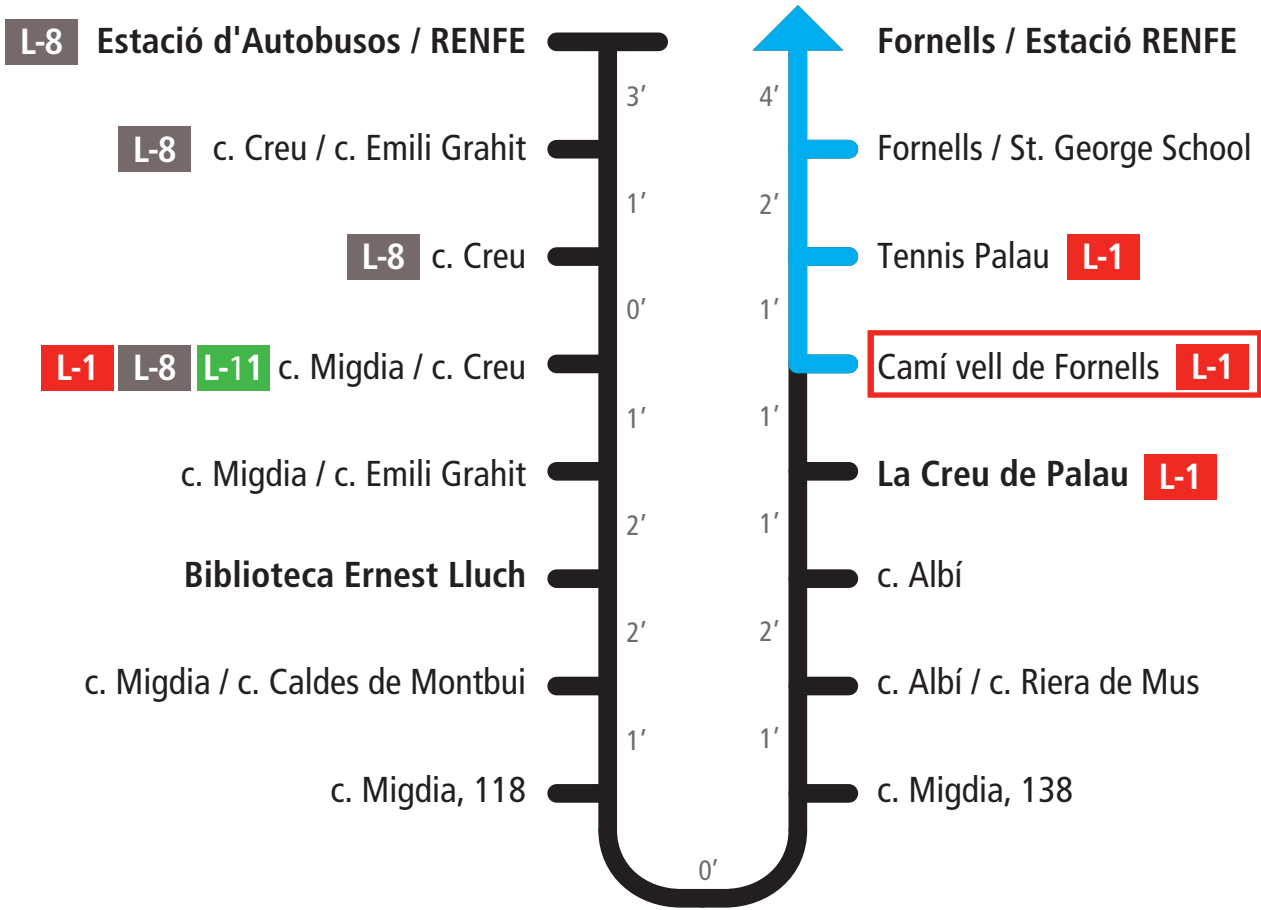 L-8 Estació d'Autobusos / RENFE
3′
L-8 c. Creu / c. Emili Grahit
1′
L-8 c. Creu
0′
L-1 L-8 L-11 c. Migdia / c. Creu
1′
c. Migdia / c. Emili Grahit
2′
Biblioteca Ernest Lluch
2′
c. Migdia / c. Caldes de Montbui
1′
c. Migdia, 118
0′
Fornells / Estació RENFE
4′
Fornells / St. George School
2′
Tennis Palau L-1
1′
Camí vell de Fornells L-1
1′
La Creu de Palau L-1
1′
c. Albí
2′
c. Albí / c. Riera de Mus
1′
c. Migdia, 138